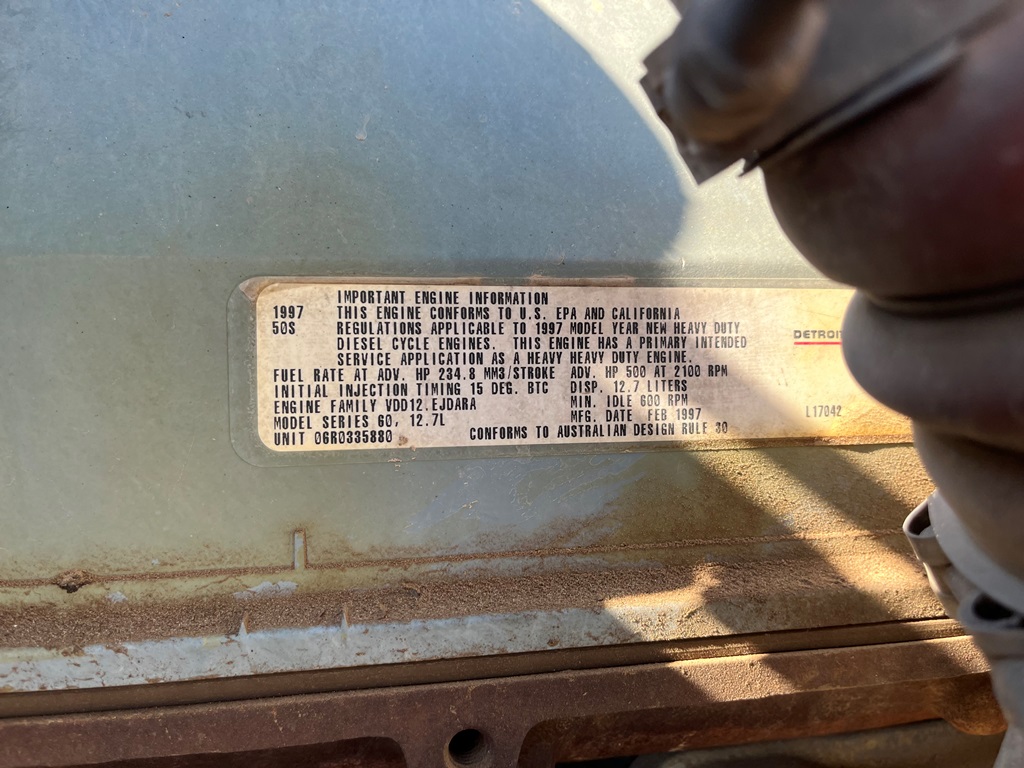 IMPORTANT ENGINE INFORMATION
1997 THIS ENGINE CONFORMS TO U.S. EPA AND CALIFORNIA
50S REGULATIONS APPLICABLE TO 1997 MODEL YEAR NEW HEAVY DUTY
DIESEL CYCLE ENGINES. THIS ENGINE HAS A PRIMARY INTENDED
SERVICE APPLICATION AS A HEAVY HEAVY DUTY ENGINE.
DETROIT
FUEL RATE AT ADV. HP 234.8 MM3/STROKE ADV. HP 500 AT 2100 RPM
INITIAL INJECTION TIMING 15 DEG. BTC DISP. 12.7 LITERS
ENGINE FAMILY VDD12.EJDARA MIN. IDLE 600 RPM
MODEL SERIES 60, 12.7L MFG. DATE FEB 1997 L17042
UNIT 06R0335880 CONFORMS TO AUSTRALIAN DESIGN RULE 30